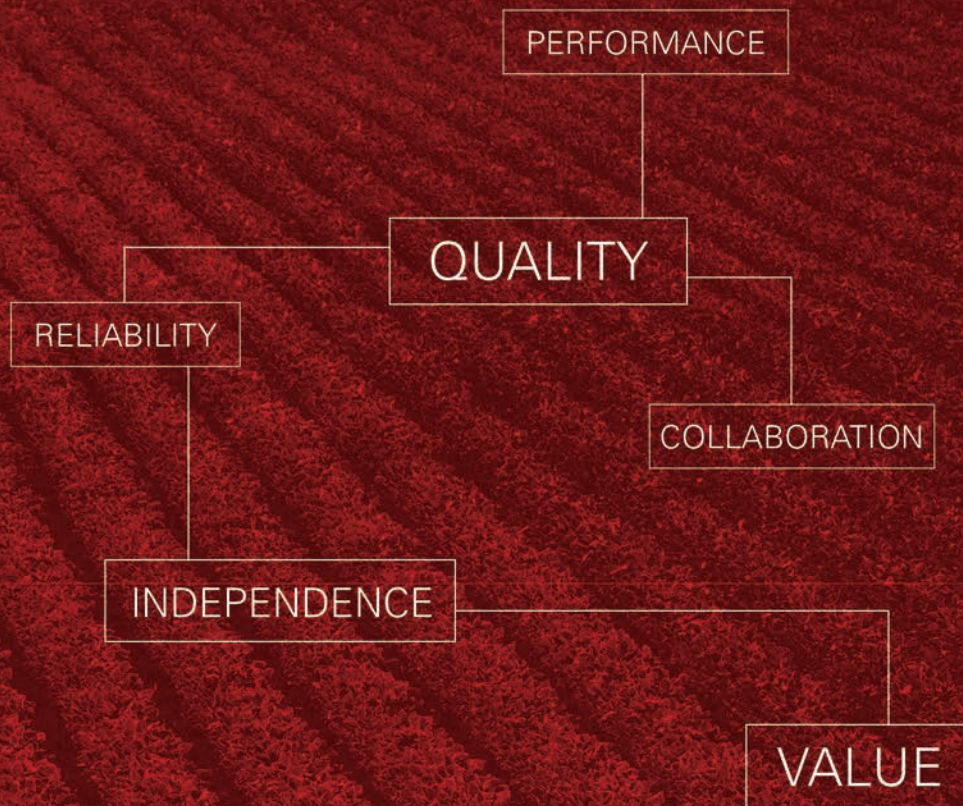 PERFORMANCE
QUALITY
RELIABILITY
COLLABORATION
INDEPENDENCE
VALUE